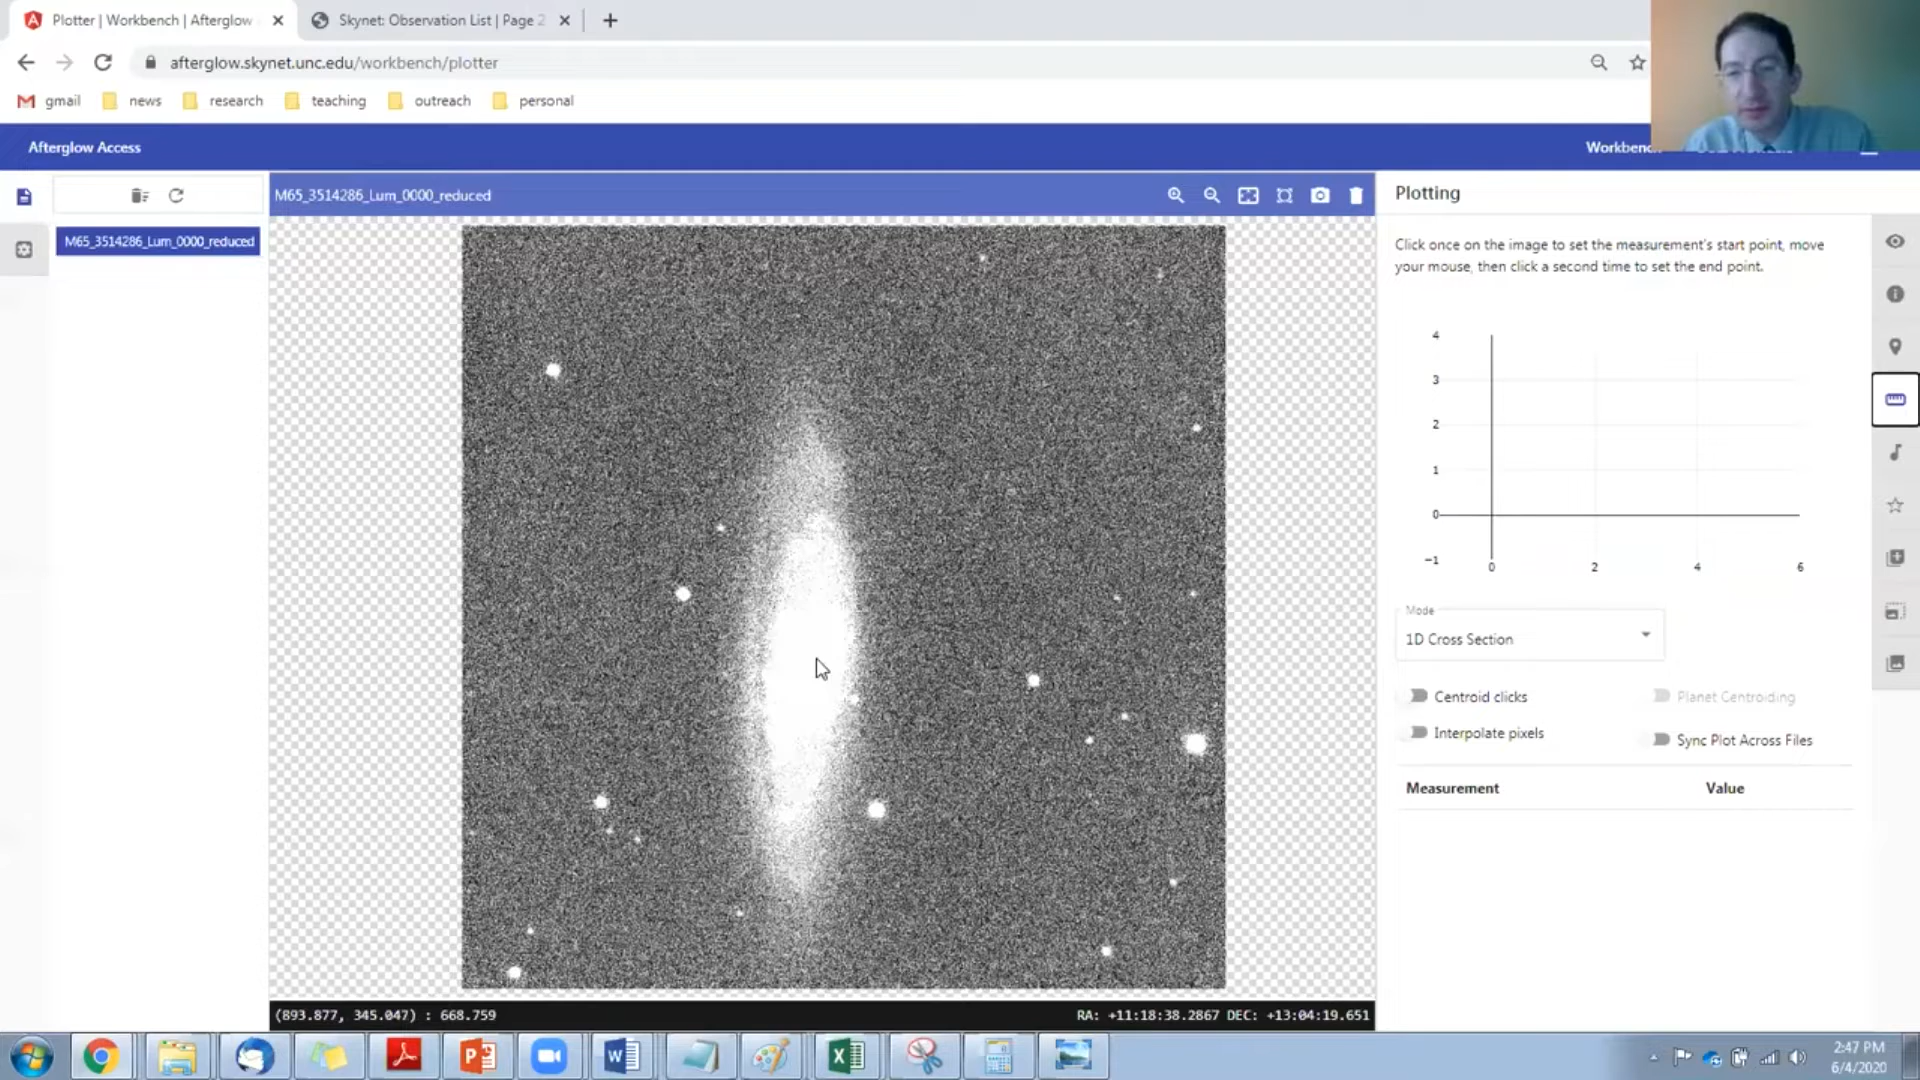 Plotter | Workbench | Afterglow
Skynet: Observation List | Page 2
afterglow.skynet.unc.edu/workbench/plotter
gmail
news
research
teaching
outreach
personal
Afterglow Access
Workbench
M65_3514286_Lum_0000_reduced
M65_3514286_Lum_0000_reduced
Plotting
Click once on the image to set the measurement's start point, move
your mouse, then click a second time to set the end point.
4
3
2
1
0
−1
0
2
4
6
Mode
1D Cross Section
Centroid clicks
Planet Centroiding
Interpolate pixels
Sync Plot Across Files
Measurement
Value
(893.877, 345.047) : 668.759
RA: +11:18:38.2867 DEC: +13:04:19.651
2:47 PM
6/4/2020